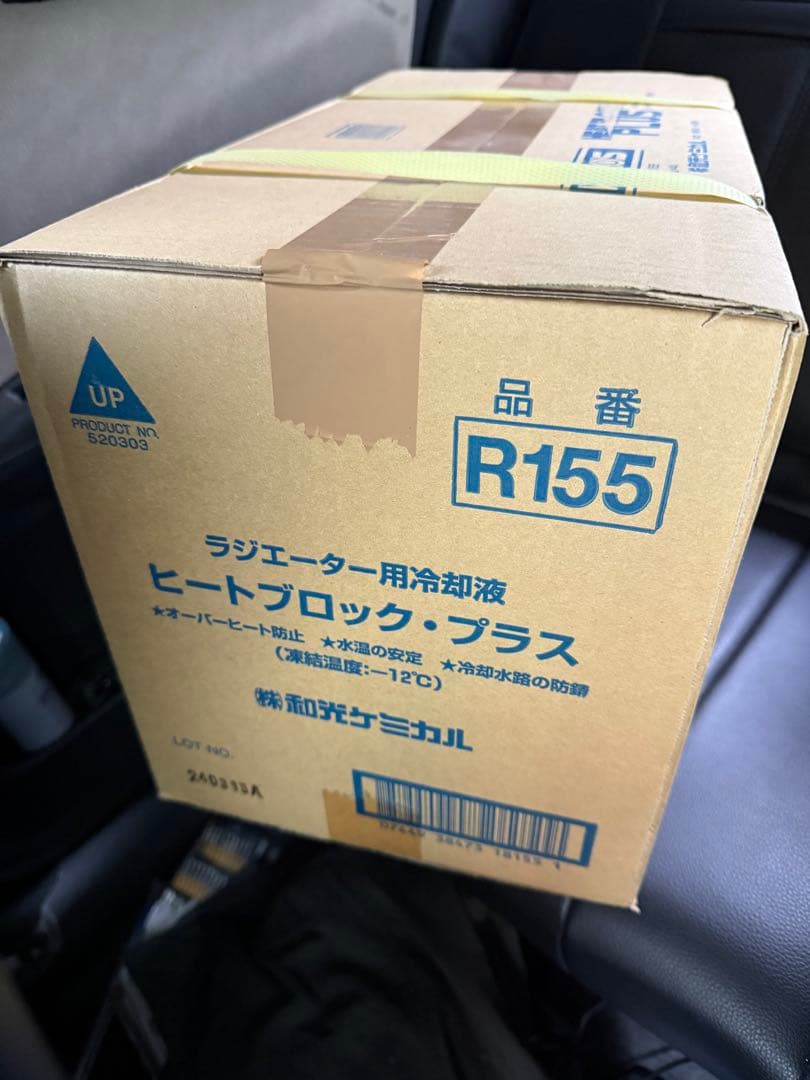 PLUS
UP
PRODUCT NO.
520303
品番
R155
ラジエーター用冷却液
ヒートブロック・プラス
★オーバーヒート防止 ★水温の安定 ★冷却水路の防錆
(凍結温度:−12℃)
㈱和光ケミカル
LOT NO.